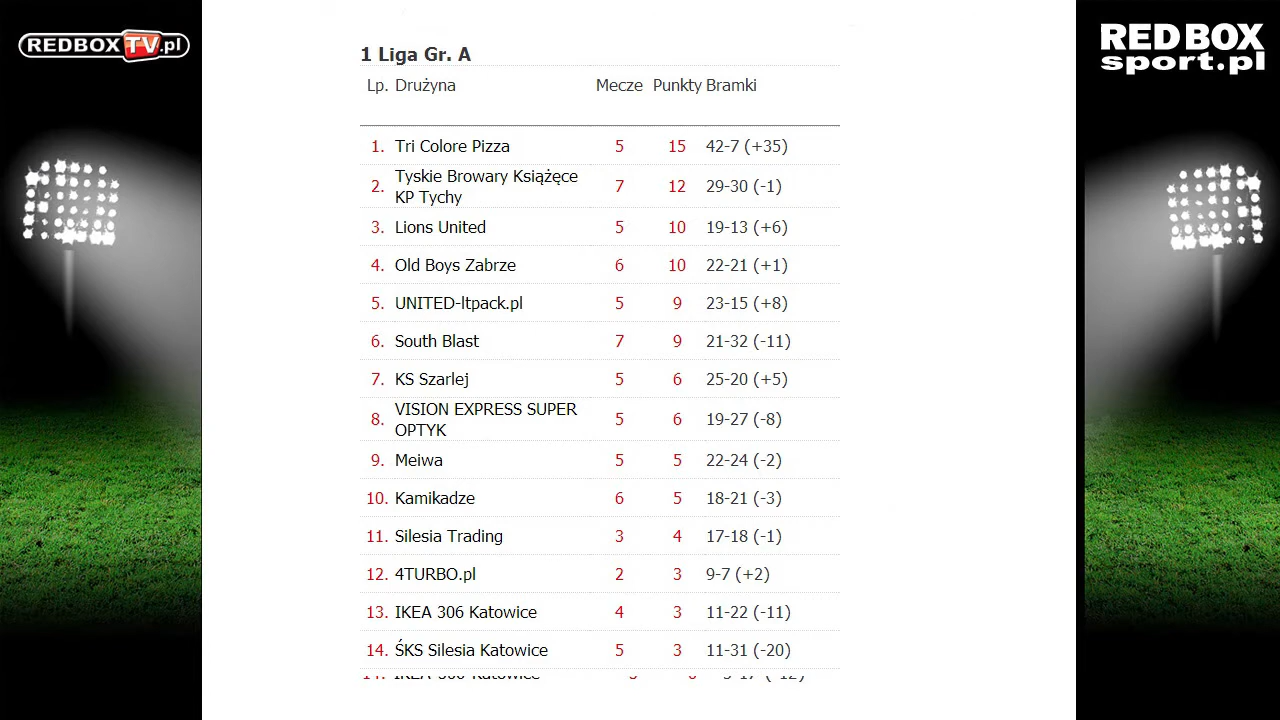 REDBOX TV.pl
RED BOX
sport.pl
1 Liga Gr. A
Lp. Drużyna Mecze Punkty Bramki
1. Tri Colore Pizza 5 15 42-7 (+35)
Tyskie Browary Książęce
2. KP Tychy 7 12 29-30 (-1)
3. Lions United 5 10 19-13 (+6)
4. Old Boys Zabrze 6 10 22-21 (+1)
5. UNITED-ltpack.pl 5 9 23-15 (+8)
6. South Blast 7 9 21-32 (-11)
7. KS Szarlej 5 6 25-20 (+5)
VISION EXPRESS SUPER
8. OPTYK 5 6 19-27 (-8)
9. Meiwa 5 5 22-24 (-2)
10. Kamikadze 6 5 18-21 (-3)
11. Silesia Trading 3 4 17-18 (-1)
12. 4TURBO.pl 2 3 9-7 (+2)
13. IKEA 306 Katowice 4 3 11-22 (-11)
14. ŚKS Silesia Katowice 5 3 11-31 (-20)